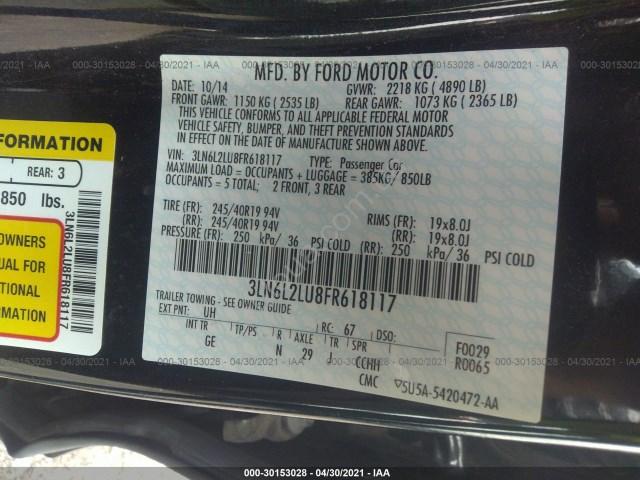 000-30153028 - 04/30/2021 - IAA
000-30153028 - 04/30/2021 - IAA
000-30153028 - 04/30/2021 - IAA
MFD. BY FORD MOTOR CO.
DATE: 10/14 GVWR: 2218 KG ( 4890 LB)
FRONT GAWR: 1150 KG ( 2535 LB) REAR GAWR: 1073 KG ( 2365 LB)
THIS VEHICLE CONFORMS TO ALL APPLICABLE FEDERAL MOTOR
VEHICLE SAFETY, BUMPER, AND THEFT PREVENTION STANDARDS
IN EFFECT ON THE DATE OF MANUFACTURE SHOWN ABOVE.
VIN: 3LN6L2LU8FR618117 TYPE: Passenger Car
MAXIMUM LOAD = OCCUPANTS + LUGGAGE = 385KG/ 850LB
OCCUPANTS = 5 TOTAL; 2 FRONT, 3 REAR
TIRE (FR): 245/40R19 94V RIMS (FR): 19x8.0J
(RR): 245/40R19 94V (RR): 19x8.0J
PRESSURE (FR): 250 kPa/ 36 PSI COLD (RR): 250 kPa/ 36 PSI COLD
3LN6L2LU8FR618117
TRAILER TOWING - SEE OWNER GUIDE
EXT PNT: UH RC: 67 DSO:
INT TR TP/PS R AXLE TR SPR
GE N 29 J CCHH
CMC
F0029
R0065
SU5A-5420472-AA
FORMATION
REAR: 3
850 lbs.
OWNERS
UAL FOR
TIONAL
MATION
3LN6L2LU8FR618117
000-30153028 - 04/30/2021 - IAA